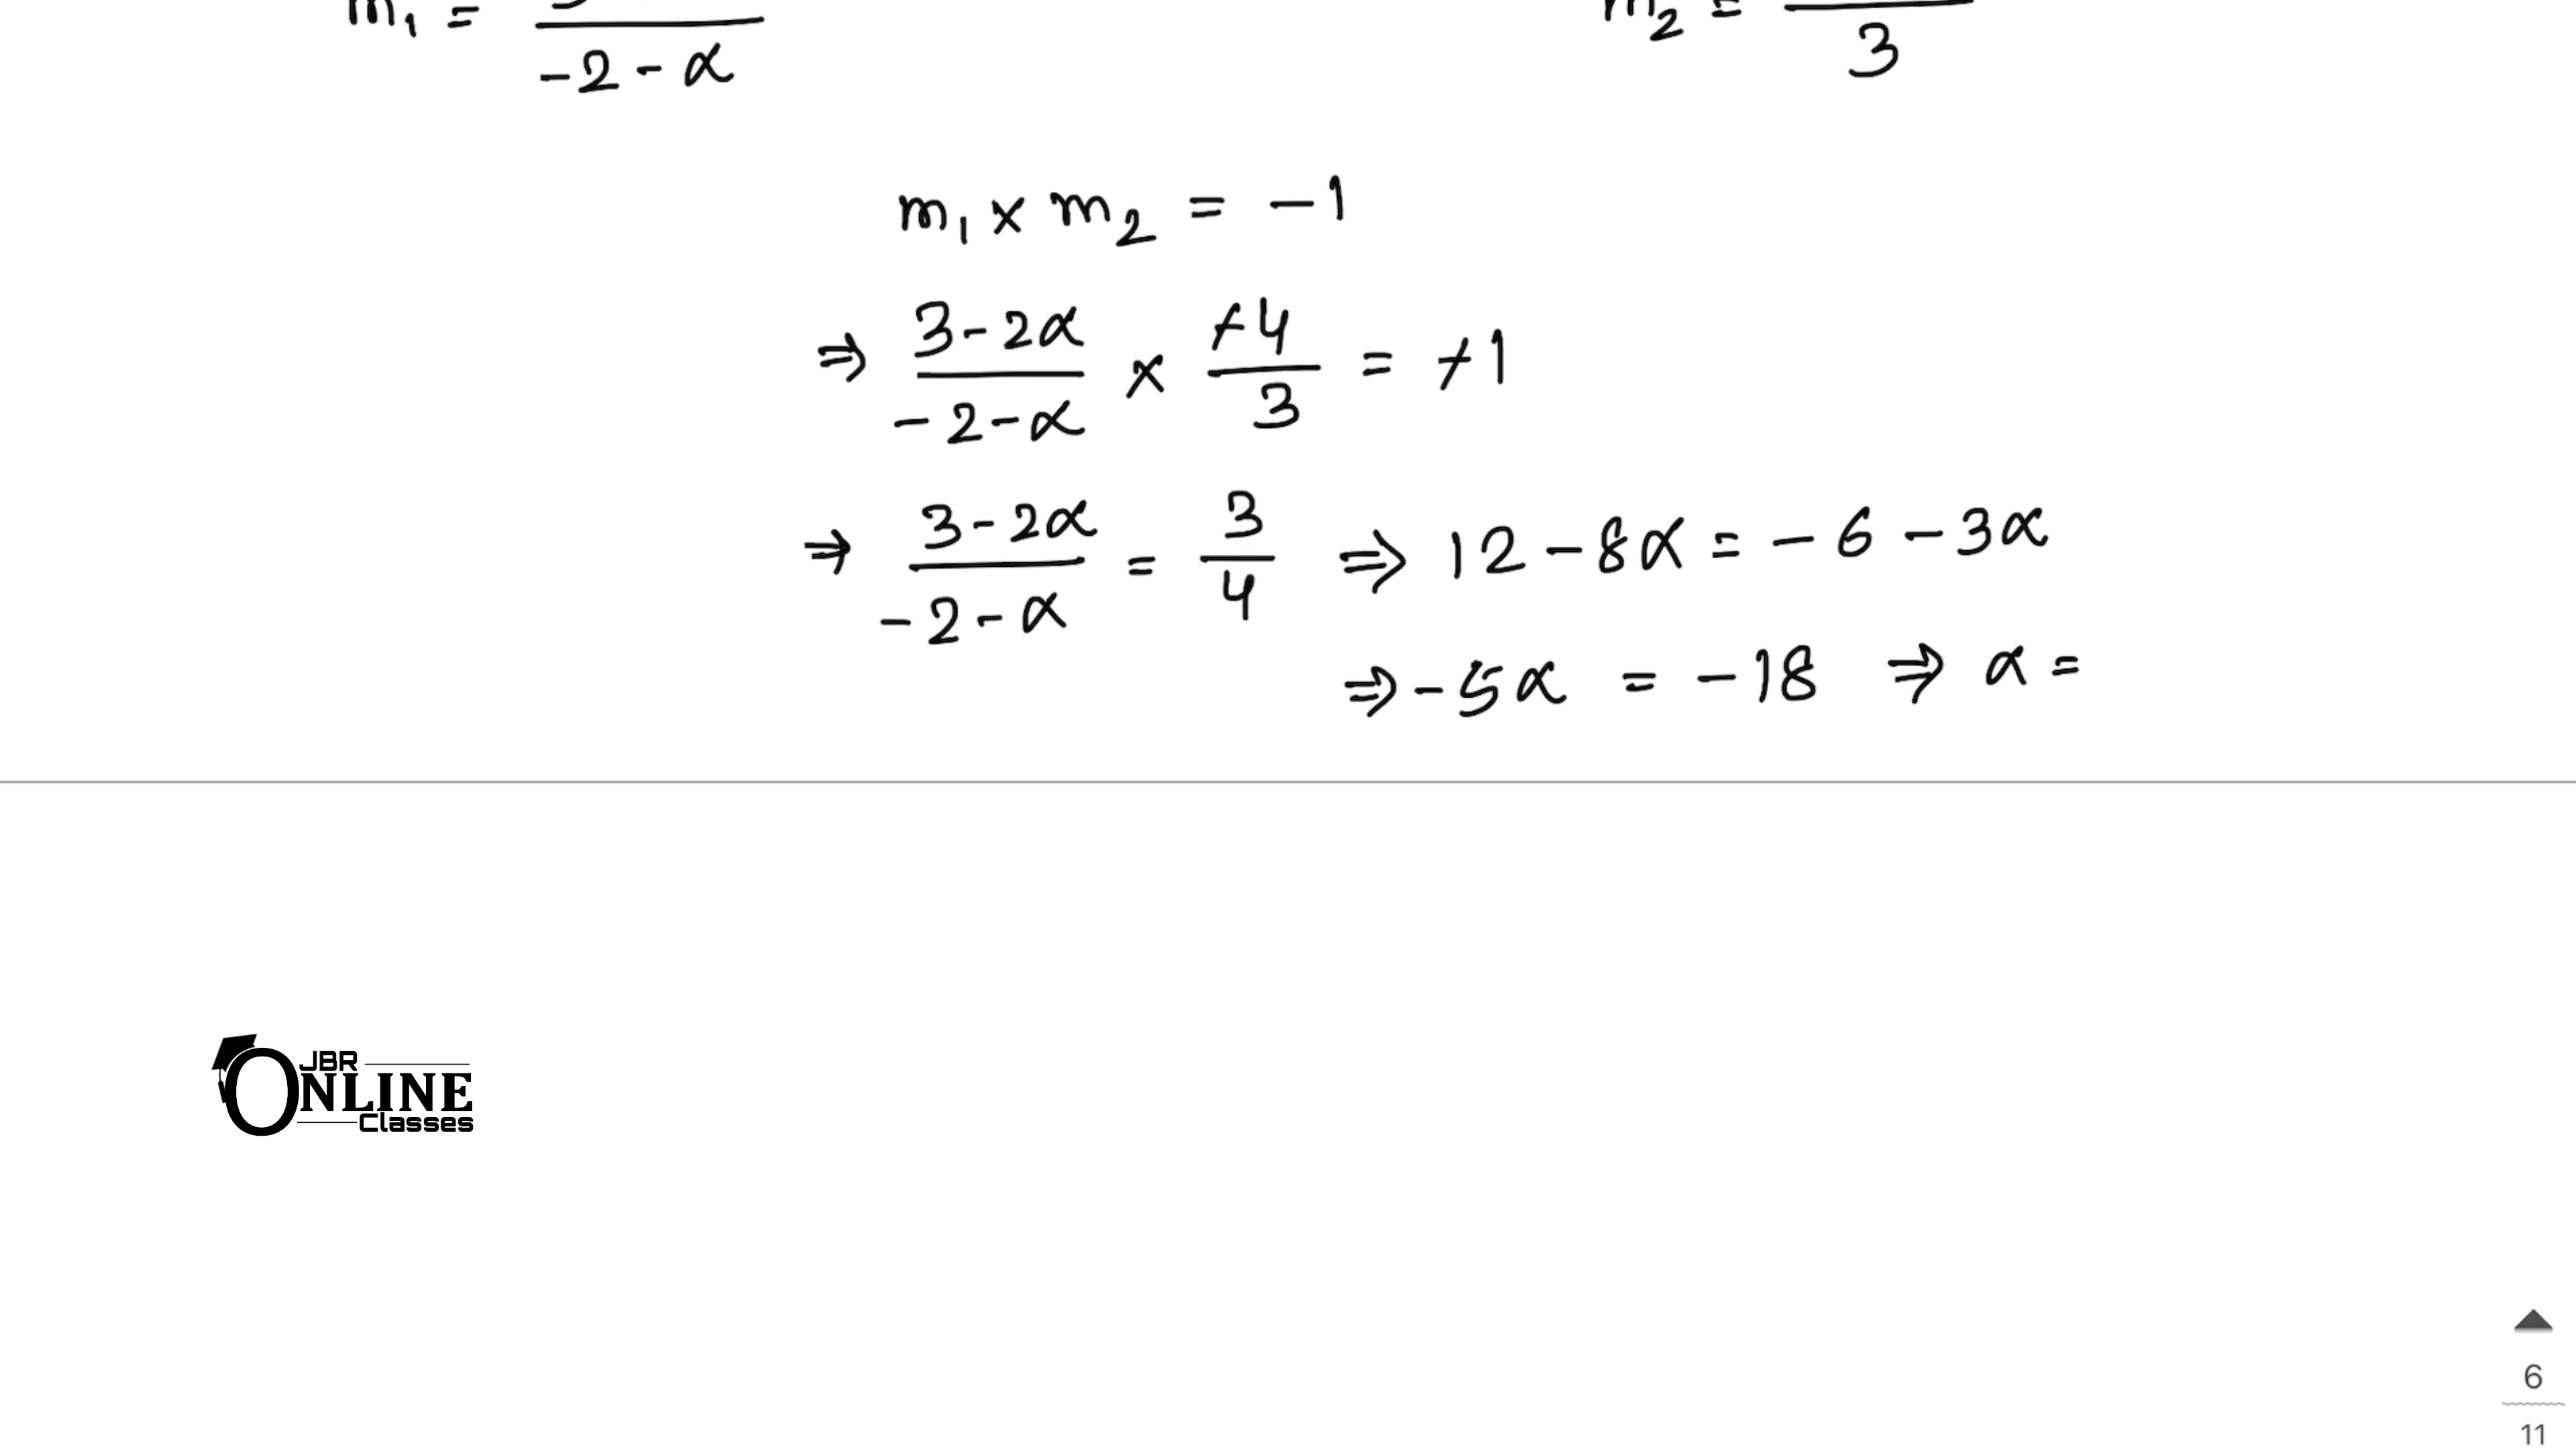 m₁ = ――― / -2 - α    m₂ = ――― / 3
m₁ × m₂ = -1
⇒ (3 - 2α)/(-2 - α) × -4/3 = -1
⇒ (3 - 2α)/(-2 - α) = 3/4 ⇒ 12 - 8α = -6 - 3α
⇒ -5α = -18 ⇒ α =
JBR
ONLINE
Classes
6
11